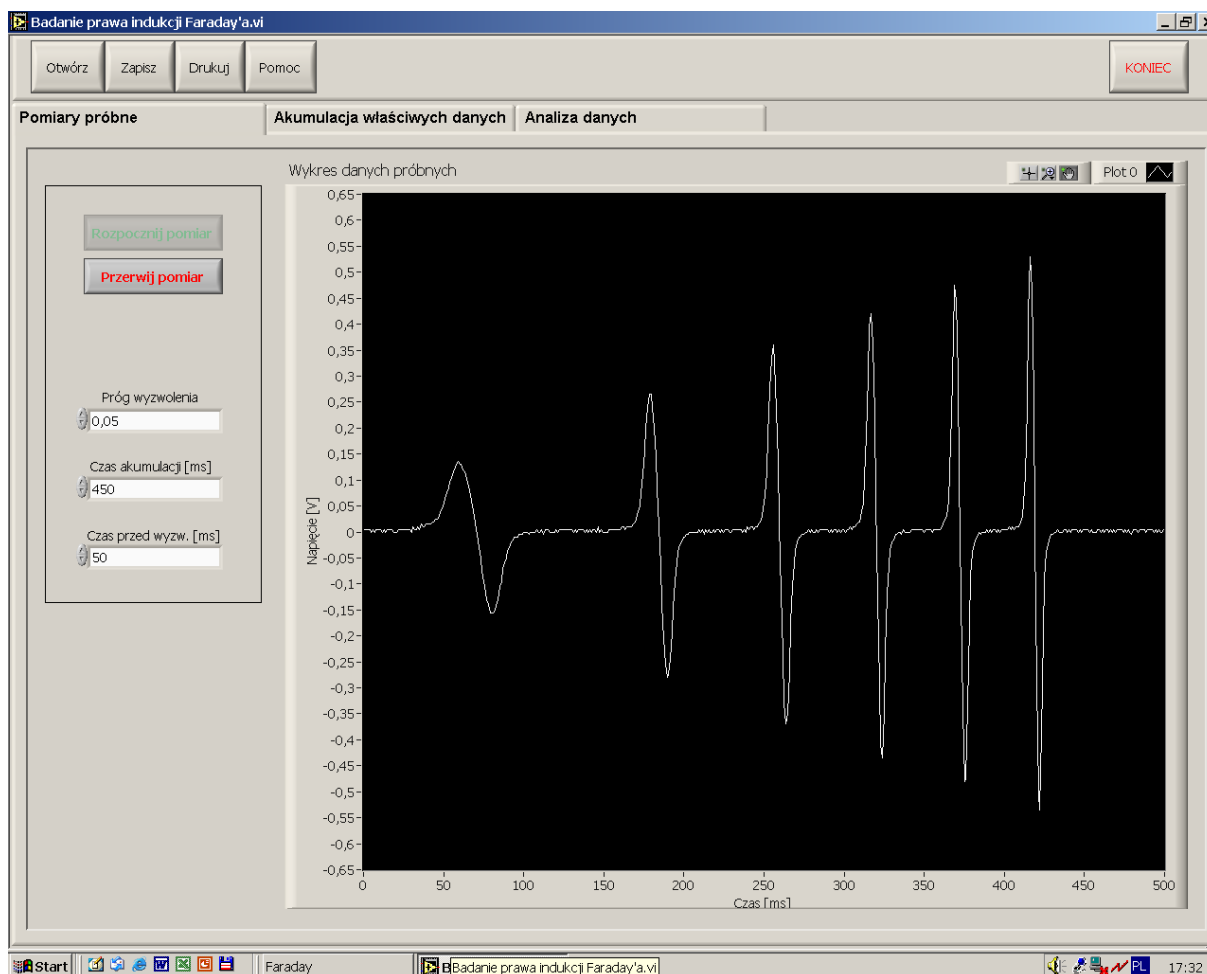 Badanie prawa indukcji Faraday'a.vi
Otwórz Zapisz Drukuj Pomoc KONIEC
Pomiary próbne Akumulacja właściwych danych Analiza danych
Wykres danych próbnych
Plot 0
Rozpocznij pomiar
Przerwij pomiar
Próg wyzwolenia
0,05
Czas akumulacji [ms]
450
Czas przed wyzw. [ms]
50
Napięcie [V]
0,65
0,6
0,55
0,5
0,45
0,4
0,35
0,3
0,25
0,2
0,15
0,1
0,05
0
-0,05
-0,1
-0,15
-0,2
-0,25
-0,3
-0,35
-0,4
-0,45
-0,5
-0,55
-0,6
-0,65
0 50 100 150 200 250 300 350 400 450 500
Czas [ms]
Start Faraday B Badanie prawa indukcji Faraday'a.vi PL 17:32